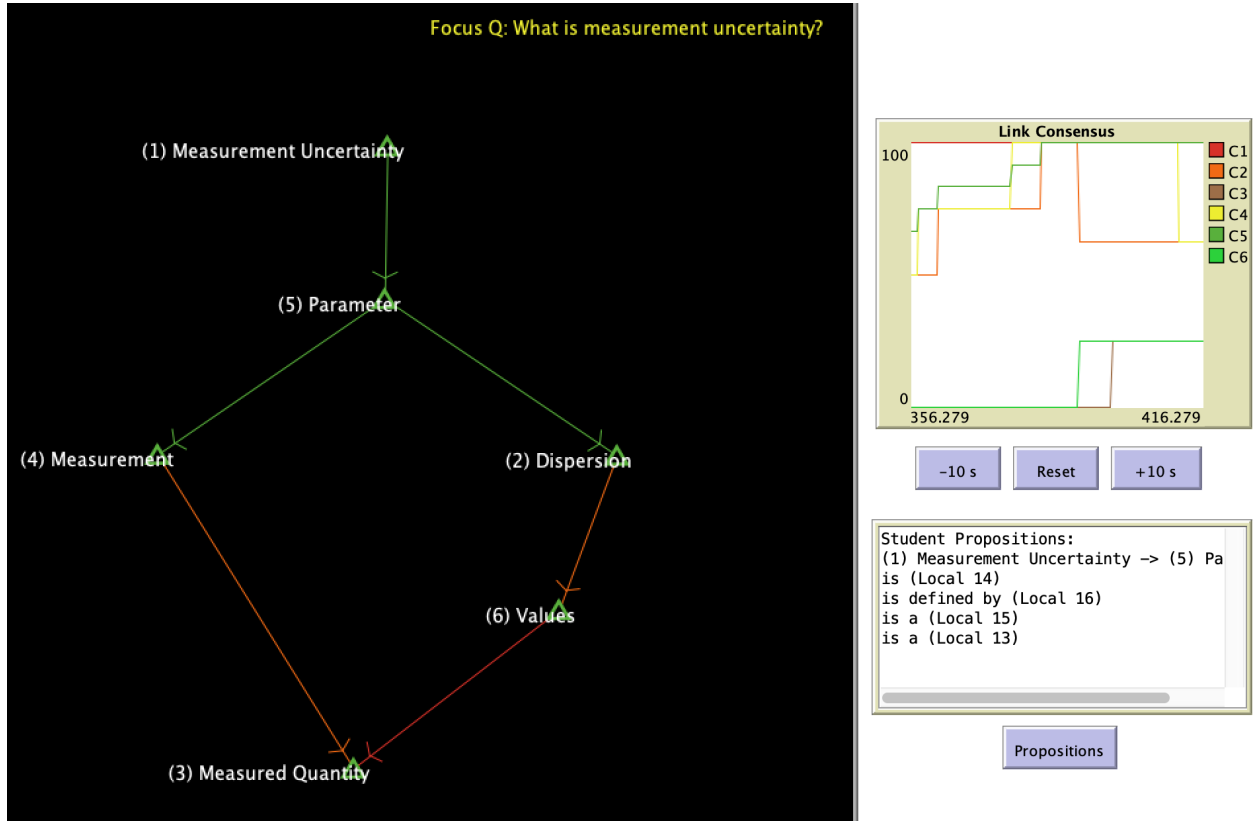 Focus Q: What is measurement uncertainty?
(1) Measurement Uncertainty
(5) Parameter
(4) Measurement
(2) Dispersion
(6) Values
(3) Measured Quantity
Link Consensus
100
0
356.279
416.279
C1
C2
C3
C4
C5
C6
-10 s
Reset
+10 s
Student Propositions:
(1) Measurement Uncertainty -> (5) Pa
is (Local 14)
is defined by (Local 16)
is a (Local 15)
is a (Local 13)
Propositions